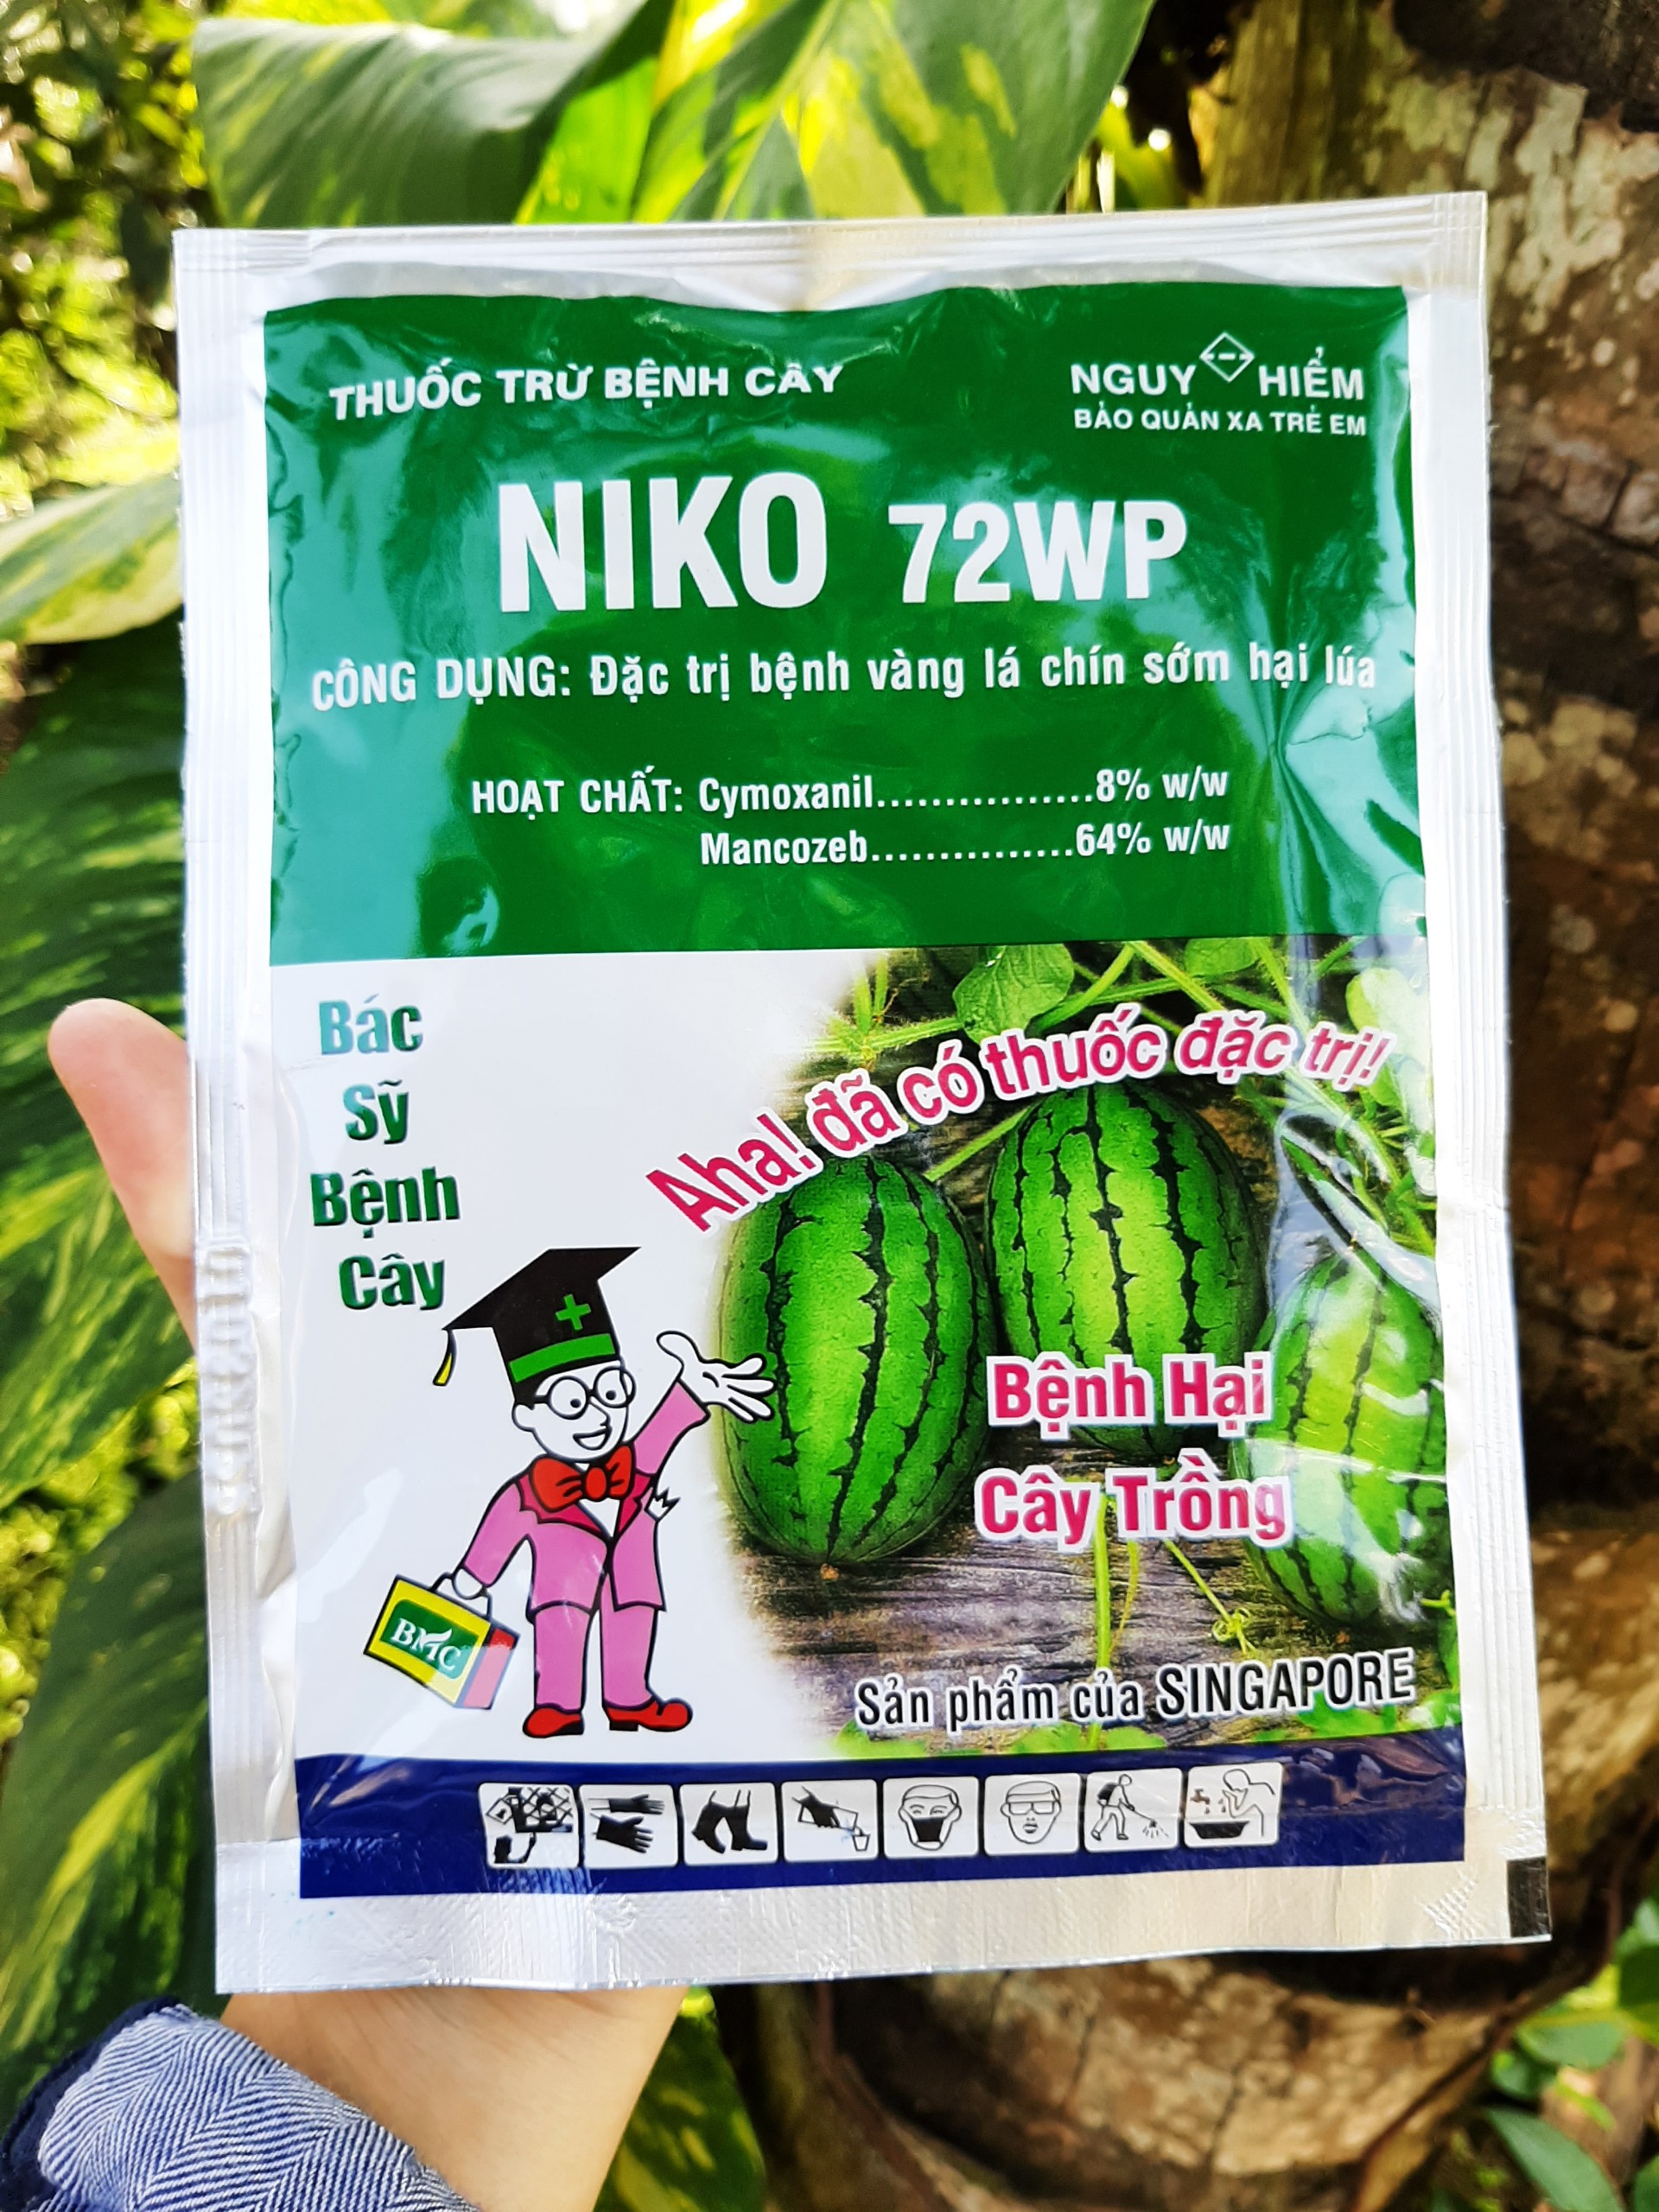 THUỐC TRỪ BỆNH CÂY
NGUY HIỂM
BẢO QUẢN XA TRẺ EM
NIKO 72WP
CÔNG DỤNG: Đặc trị bệnh vàng lá chín sớm hại lúa
HOẠT CHẤT: Cymoxanil................8% w/w
Mancozeb...............64% w/w
Bác
Sỹ
Bệnh
Cây
Aha! đã có thuốc đặc trị!
Bệnh Hại
Cây Trồng
BMC
Sản phẩm của SINGAPORE